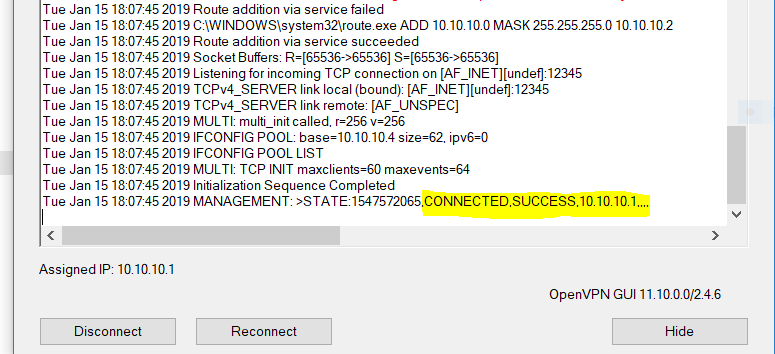 Tue Jan 15 18:07:45 2019 Route addition via service failed
Tue Jan 15 18:07:45 2019 C:\WINDOWS\system32\route.exe ADD 10.10.10.0 MASK 255.255.255.0 10.10.10.2
Tue Jan 15 18:07:45 2019 Route addition via service succeeded
Tue Jan 15 18:07:45 2019 Socket Buffers: R=[65536->65536] S=[65536->65536]
Tue Jan 15 18:07:45 2019 Listening for incoming TCP connection on [AF_INET][undef]:12345
Tue Jan 15 18:07:45 2019 TCPv4_SERVER link local (bound): [AF_INET][undef]:12345
Tue Jan 15 18:07:45 2019 TCPv4_SERVER link remote: [AF_UNSPEC]
Tue Jan 15 18:07:45 2019 MULTI: multi_init called, r=256 v=256
Tue Jan 15 18:07:45 2019 IFCONFIG POOL: base=10.10.10.4 size=62, ipv6=0
Tue Jan 15 18:07:45 2019 IFCONFIG POOL LIST
Tue Jan 15 18:07:45 2019 MULTI: TCP INIT maxclients=60 maxevents=64
Tue Jan 15 18:07:45 2019 Initialization Sequence Completed
Tue Jan 15 18:07:45 2019 MANAGEMENT: >STATE:1547572065,CONNECTED,SUCCESS,10.10.10.1,,,,
Assigned IP: 10.10.10.1
OpenVPN GUI 11.10.0.0/2.4.6
Disconnect
Reconnect
Hide